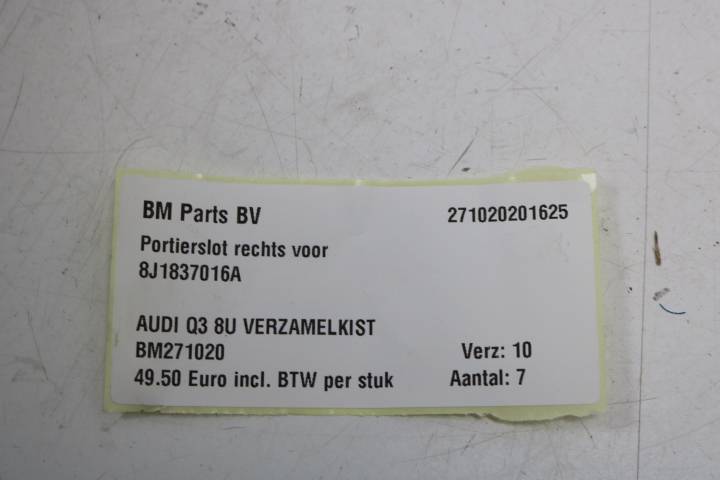 BM Parts BV 271020201625
Portierslot rechts voor
8J1837016A
AUDI Q3 8U VERZAMELKIST
BM271020 Verz: 10
49.50 Euro incl. BTW per stuk Aantal: 7